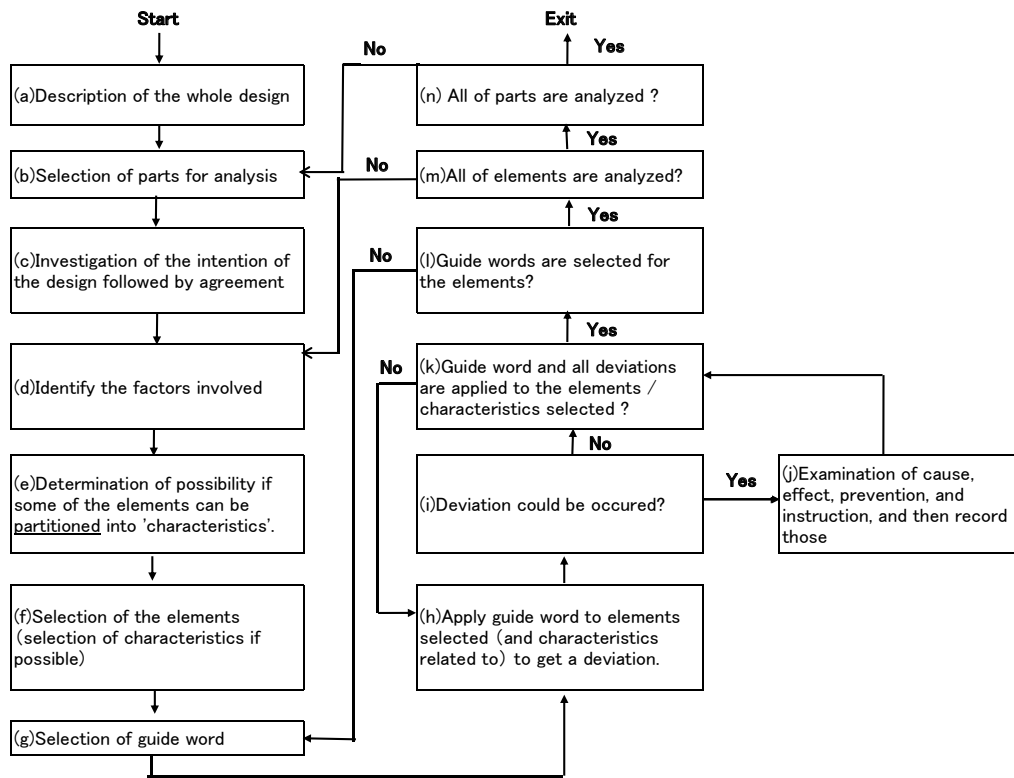 Start
(a)Description of the whole design
(b)Selection of parts for analysis
(c)Investigation of the intention of
the design followed by agreement
(d)Identify the factors involved
(e)Determination of possibility if
some of the elements can be
partitioned into 'characteristics'.
(f)Selection of the elements
(selection of characteristics if
possible)
(g)Selection of guide word
Exit
Yes
No
(n) All of parts are analyzed ?
Yes
No
(m)All of elements are analyzed?
Yes
No
(l)Guide words are selected for
the elements?
Yes
No
(k)Guide word and all deviations
are applied to the elements /
characteristics selected ?
No
(i)Deviation could be occured?
Yes
(j)Examination of cause,
effect, prevention, and
instruction, and then record
those
(h)Apply guide word to elements
selected (and characteristics
related to) to get a deviation.